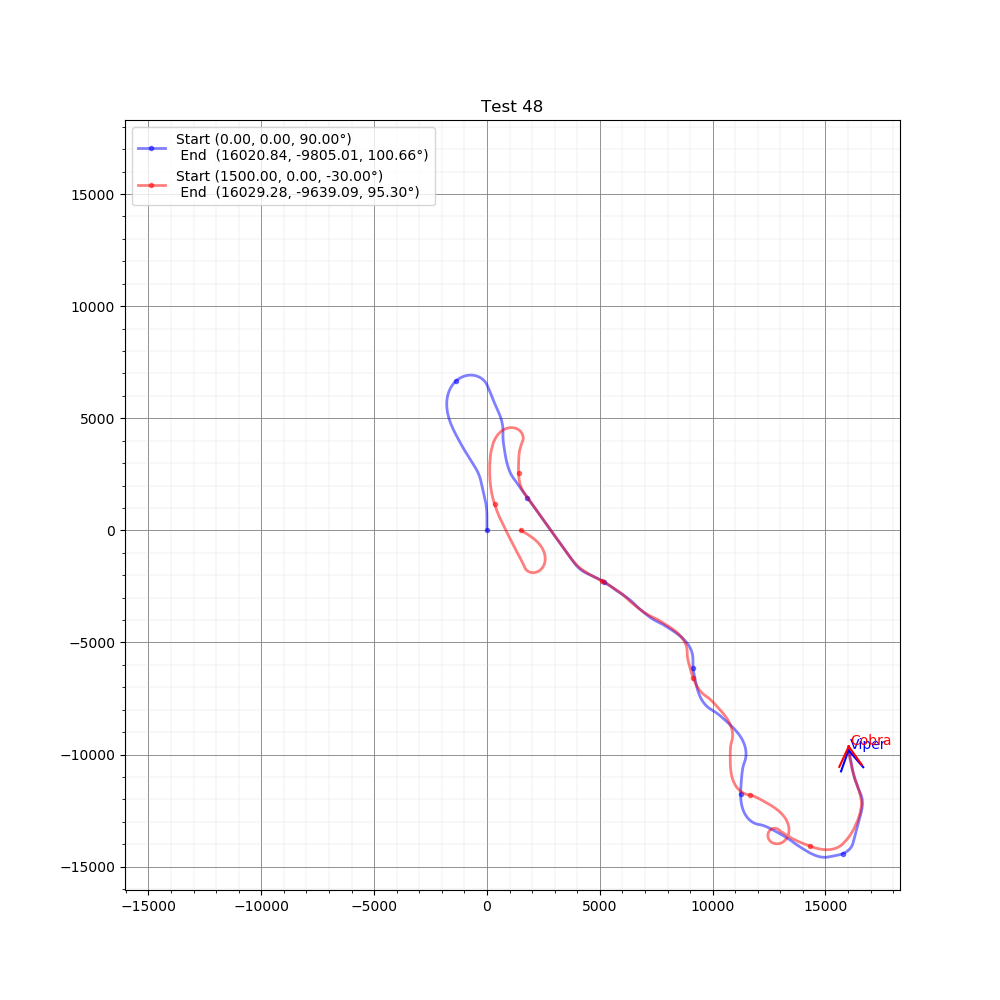 Test 48
Start (0.00, 0.00, 90.00°)
End (16020.84, -9805.01, 100.66°)
Start (1500.00, 0.00, -30.00°)
End (16029.28, -9639.09, 95.30°)
15000
10000
5000
0
−5000
−10000
−15000
Cobra
Viper
−15000 −10000 −5000 0 5000 10000 15000